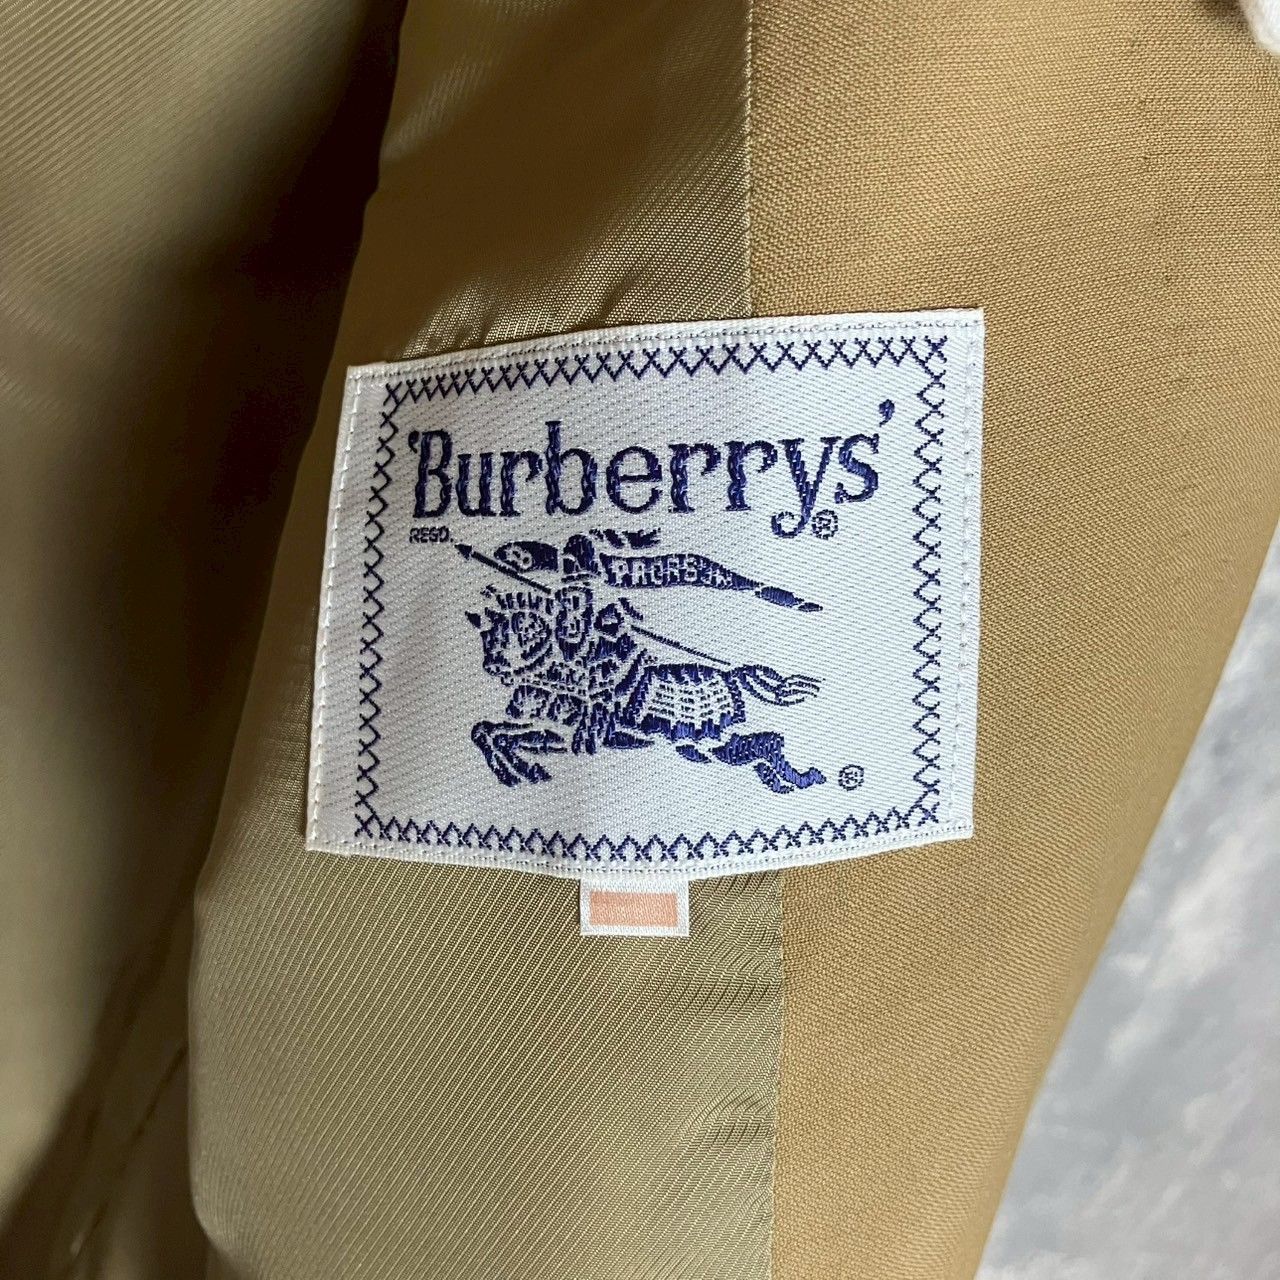 'Burberrys'
REGD. ®
PRORSUM
®